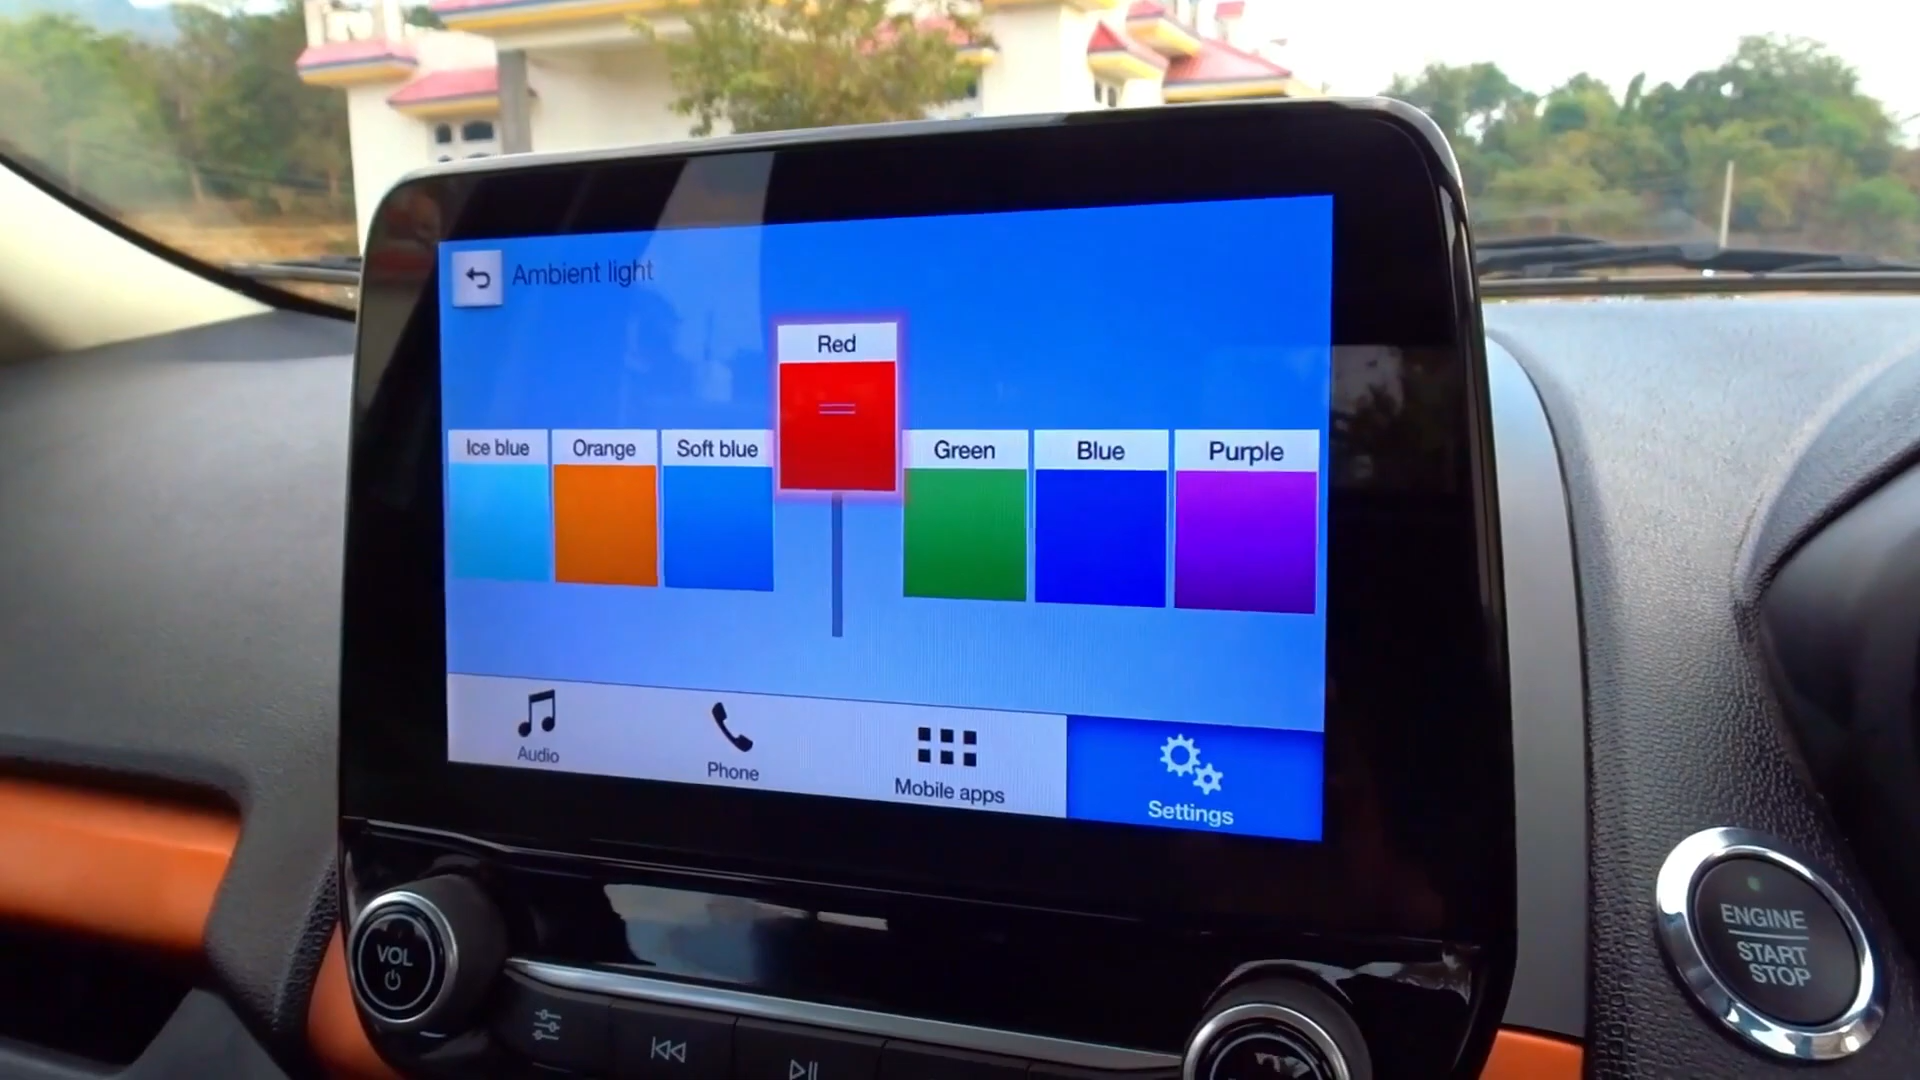 Ambient light
Red
Ice blue
Orange
Soft blue
Green
Blue
Purple
Audio
Phone
Mobile apps
Settings
VOL
ENGINE
START
STOP